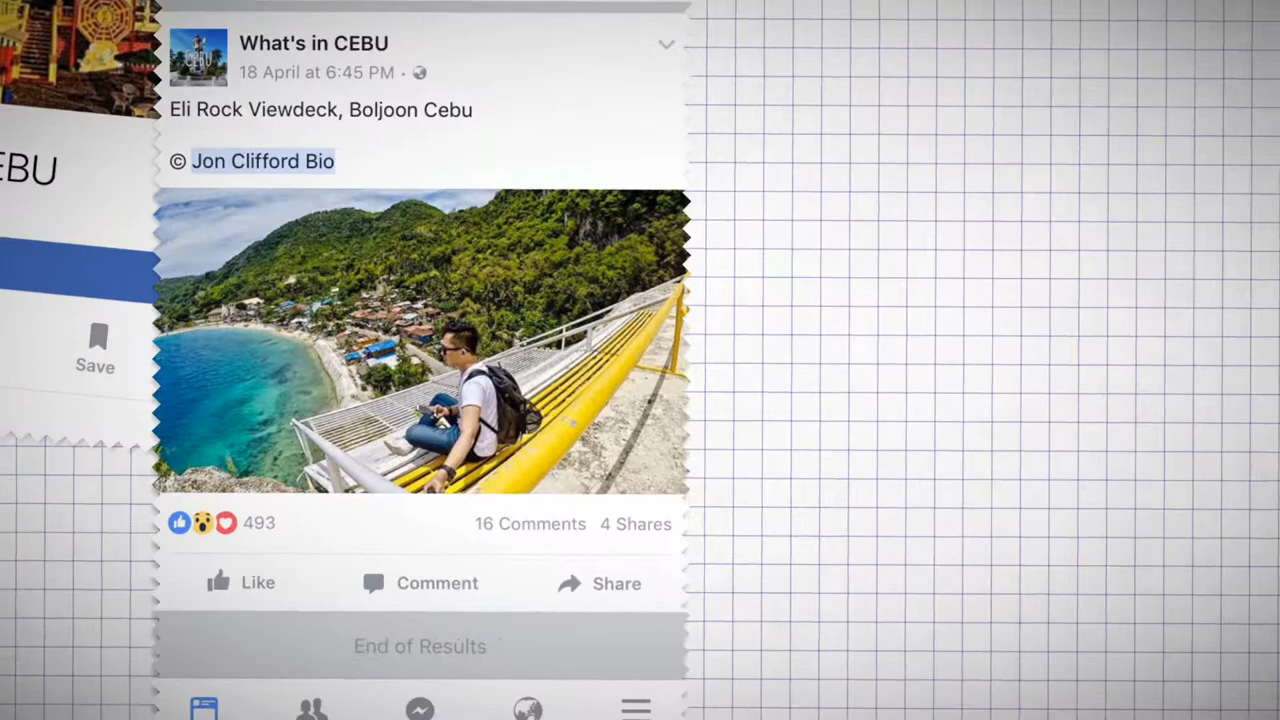 What's in CEBU
18 April at 6:45 PM ·
Eli Rock Viewdeck, Boljoon Cebu
© Jon Clifford Bio
EBU
Save
493
16 Comments 4 Shares
Like Comment Share
End of Results